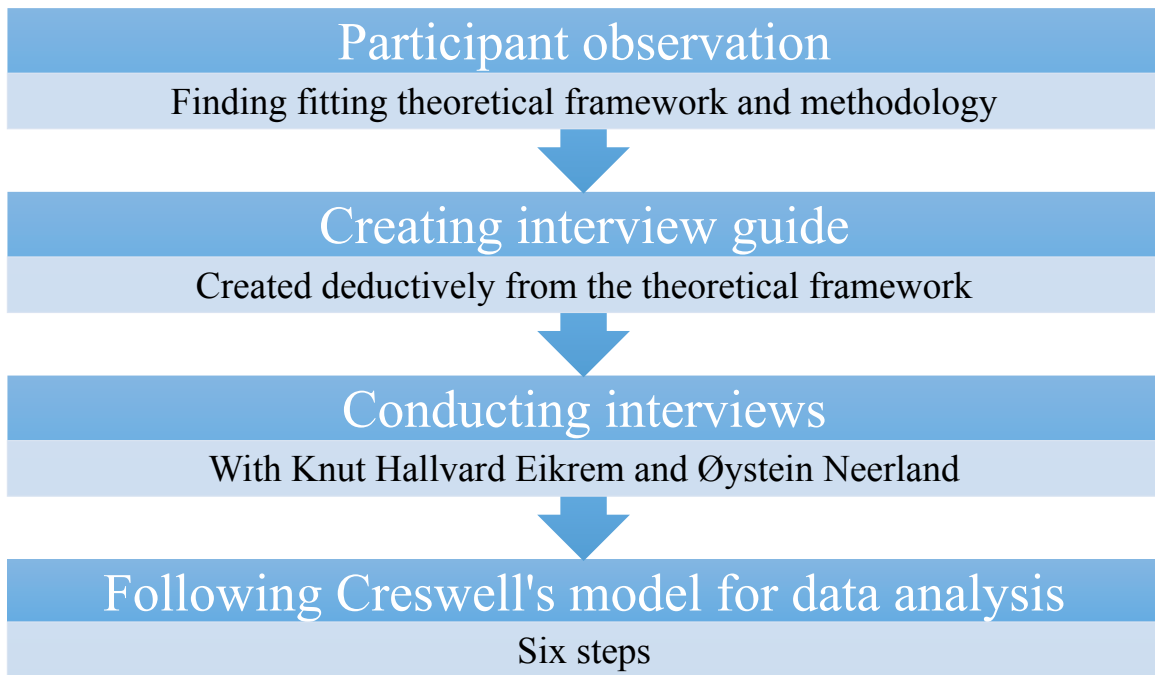 Participant observation
Finding fitting theoretical framework and methodology
Creating interview guide
Created deductively from the theoretical framework
Conducting interviews
With Knut Hallvard Eikrem and Øystein Neerland
Following Creswell's model for data analysis
Six steps